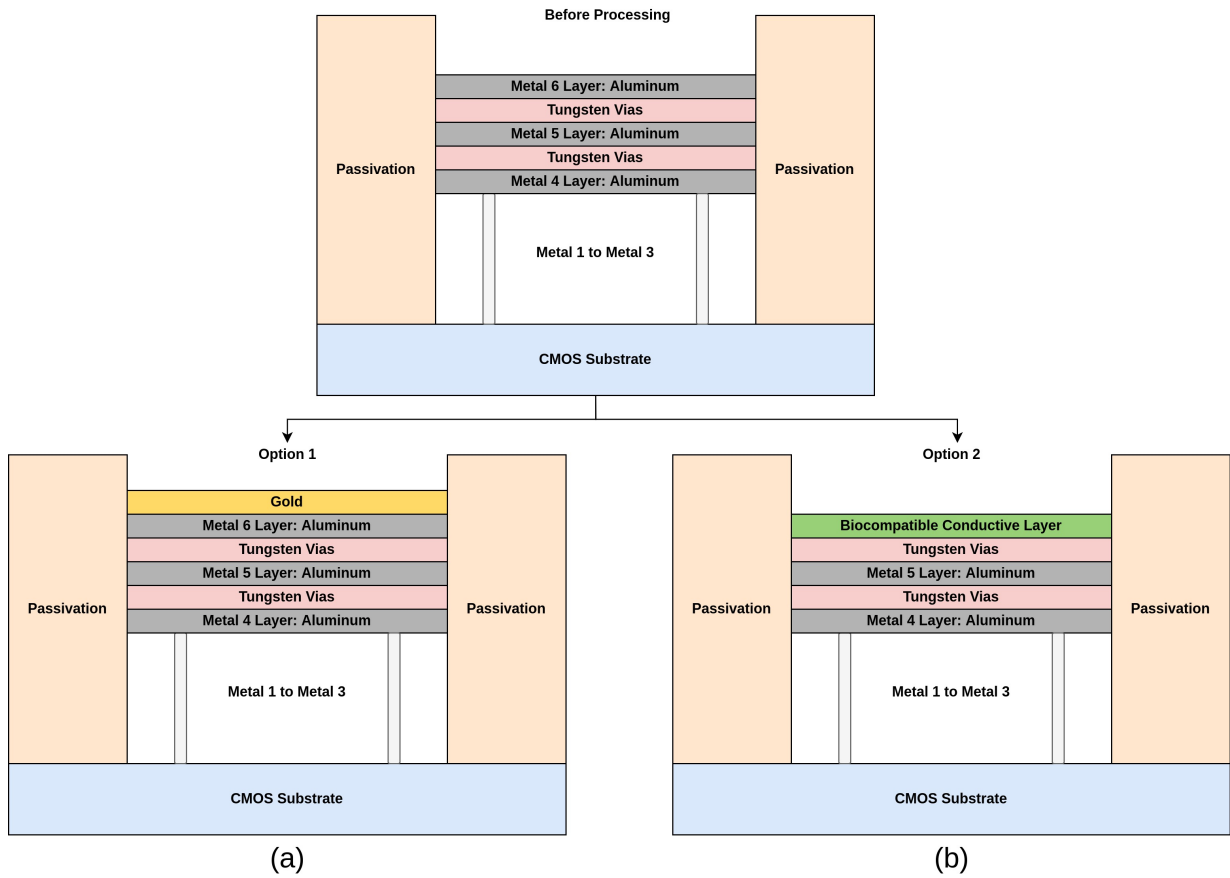 Before Processing
Metal 6 Layer: Aluminum
Tungsten Vias
Metal 5 Layer: Aluminum
Tungsten Vias
Metal 4 Layer: Aluminum
Passivation
Passivation
Metal 1 to Metal 3
CMOS Substrate
Option 1
Gold
Metal 6 Layer: Aluminum
Tungsten Vias
Metal 5 Layer: Aluminum
Tungsten Vias
Metal 4 Layer: Aluminum
Passivation
Passivation
Metal 1 to Metal 3
CMOS Substrate
(a)
Option 2
Biocompatible Conductive Layer
Tungsten Vias
Metal 5 Layer: Aluminum
Tungsten Vias
Metal 4 Layer: Aluminum
Passivation
Passivation
Metal 1 to Metal 3
CMOS Substrate
(b)